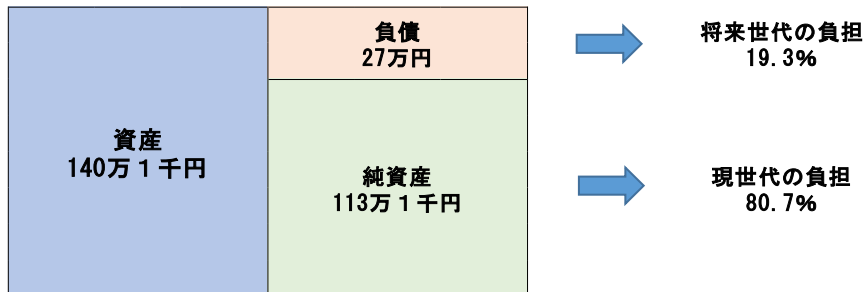 資産
140万１千円
負債
27万円
純資産
113万１千円
将来世代の負担
19.3%
現世代の負担
80.7%